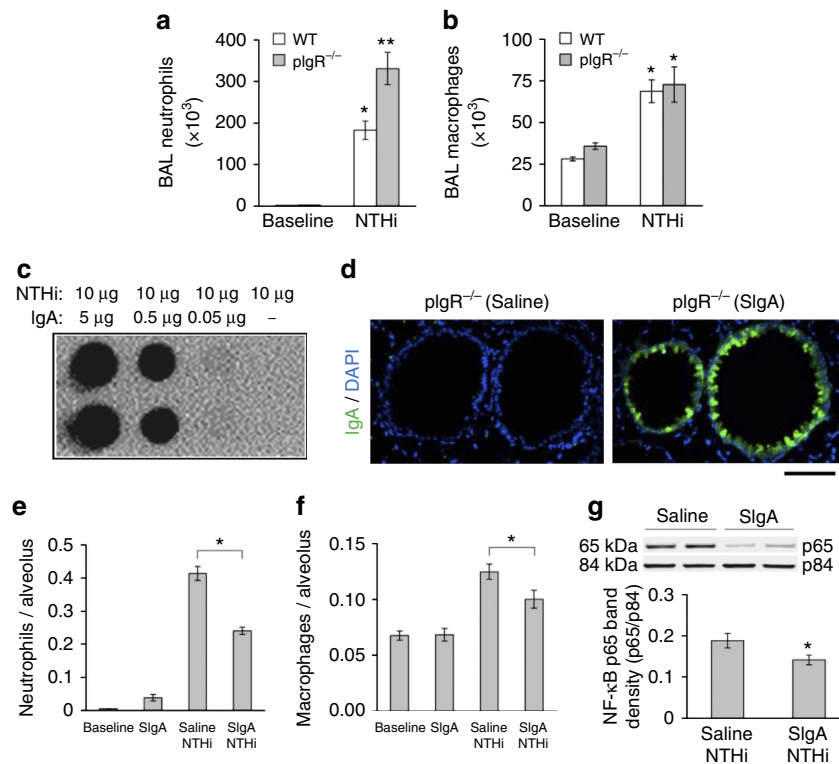 a
WT
pIgR−/−
BAL neutrophils
(×10³)
400
300
200
100
0
*
**
Baseline
NTHi
b
WT
pIgR−/−
BAL macrophages
(×10³)
100
75
50
25
0
*
*
Baseline
NTHi
c
NTHi: 10 µg 10 µg 10 µg 10 µg
IgA: 5 µg 0.5 µg 0.05 µg –
d
pIgR−/− (Saline)
pIgR−/− (SIgA)
IgA / DAPI
e
Neutrophils / alveolus
0.5
0.4
0.3
0.2
0.1
0
*
Baseline
SIgA
Saline
NTHi
SIgA
NTHi
f
Macrophages / alveolus
0.15
0.10
0.05
0.00
*
Baseline
SIgA
Saline
NTHi
SIgA
NTHi
g
Saline
SIgA
65 kDa
p65
84 kDa
p84
NF-κB p65 band
density (p65/p84)
0.3
0.2
0.1
0
*
Saline
NTHi
SIgA
NTHi